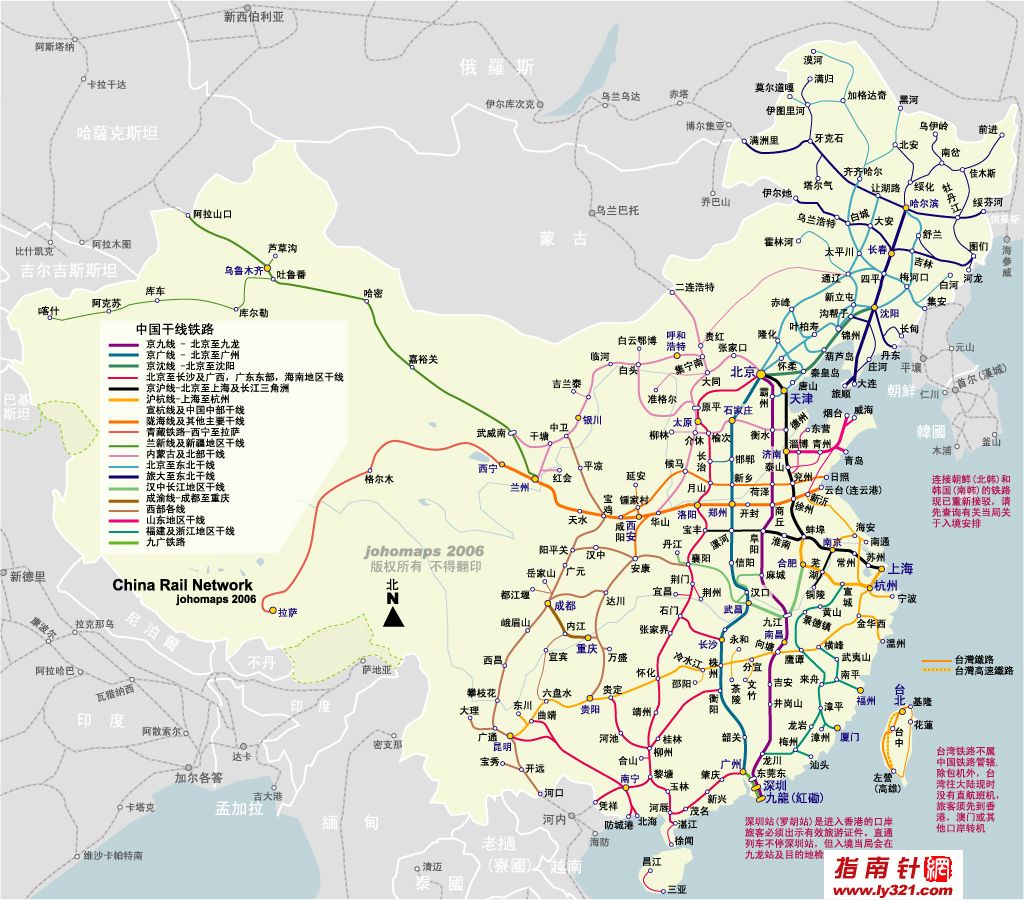 新西伯利亚
阿斯塔纳
卡拉干达
哈薩克斯坦
俄羅斯
伊尔库次克
乌兰乌达
赤塔
博尔集亚
乔巴山
乌兰巴托
蒙古
漠河
满归
莫尔道嘎
加格达奇
伊图里河
黑河
满洲里
牙克石
乌伊岭
前进
北安
南岔
佳木斯
齐齐哈尔
塔尔气
让湖路
绥化
牡丹江
伊尔她
哈尔滨
绥芬河
俄羅斯
海参威
乌兰浩特
白城
大安
舒兰
霍林河
太平川
长春
吉林
图们
通辽
四平
梅河口
白河
和龙
二连浩特
赤峰
新立屯
集安
沟帮子
沈阳
叶柏寿
锦州
长甸
隆化
丹东
葫芦岛
庄河
怀柔
秦皇岛
旅顺
大连
唐山
平壤
元山
朝鮮
首尔(漢城)
仁川
韓國
釜山
木浦
阿拉山口
芦草沟
乌鲁木齐
吐鲁番
哈密
比什凯克
阿拉木图
吉尔吉斯斯坦
库车
阿克苏
喀什
库尔勒
嘉裕关
巴基斯坦
中国干线铁路
京九线 - 北京至九龙
京广线 - 北京至广州
京沈线 -北京至沈阳
北京至长沙及广西，广东东部，海南地区干线
京沪线-北京至上海及长江三角洲
沪杭线-上海至杭州
宣杭线及中国中部干线
陇海线及其他主要干线
青藏铁路-西宁至拉萨
兰新线及新疆地区干线
内蒙古及北部干线
北京至东北干线
旅大至东北干线
汉中长江地区干线
成渝线-成都至重庆
西部各线
山东地区干线
福建及浙江地区干线
九广铁路
白云鄂博
呼和浩特
贵红
张家口
临河
白头
集宁南
北京
大同
吉兰泰
准格尔
霸州
天津
武威南
银川
中卫
干塘
原平
石家庄
太原
柳林
榆次
介休
衡水
德州
烟台
威海
东营
济南
淄博
青州
青岛
西宁
兰州
红会
平凉
延安
候马
长治
邯郸
泰山
兖州
日照
格尔木
宝鸡
锺家村
月山
新乡
菏泽
新沂
云台(连云港)
天水
咸阳
西安
华山
洛阳
郑州
开封
商丘
徐州
连接朝鲜(北韩)和
韩国(南韩)的铁路
现已重新接驳，请
先查询有关当局关
于入境安排
宝丰
漯河
阜阳
淮南
蚌埠
海安
南通
阳平关
汉中
丹江
襄阳
信阳
合肥
南京
常州
苏州
上海
johomaps 2006
版权所有 不得翻印
广元
安康
岳家山
荆门
麻城
芜湖
杭州
China Rail Network
johomaps 2006
北
N
拉萨
都江堰
成都
达川
宜昌
荆州
汉口
武昌
铜陵
宣城
宁波
新德里
康波尔
拉克那乌
尼泊爾
不丹
萨地亚
峨眉山
内江
重庆
石门
张家界
九江
南昌
景德镇
黄山
金华西
温州
阿拉哈巴
瓦猎纳西
印度
印度
西昌
宜宾
万盛
长沙
永和
向塘
横峰
冷水江
株州
分宜
鹰谭
武夷山
台灣鐵路
台灣高速鐵路
攀枝花
六盘水
贵定
怀化
邵阳
茶陵
文竹
吉安
来舟
南平
大理
东川
曲靖
贵阳
靖州
衡阳
井岗山
福州
台北
基隆
花莲
广通
昆明
河池
桂林
柳州
韶关
龙岩
漳平
漳州
厦门
台中
密支那
阿散索尔
达卡
加尔各答
吉大港
孟加拉
宝秀
开远
合山
黎塘
肇庆
广州
龙川
梅州
汕头
东莞东
左營
(高雄)
台湾铁路不属
中国铁路管辖,
除包机外，台
湾往大陆现时
没有直航班机,
旅客须先到香
港，澳门或其
他口岸转机
河口
南宁
玉林
新兴
深圳
九龍(紅磡)
凭祥
河唇
茂名
防城港
北海
湛江
徐闻
卡塔克
雄沙卡帕特南
緬甸
河内
海防
老撾
(寮國)
越南
清迈
泰國
昌江
三亚
深圳站(罗胡站)是进入香港的口岸
旅客必须出示有效旅游证件。直通
列车不停深圳站，但入境当局会在
九龙站及目的地检
指南针網
www.ly321.com